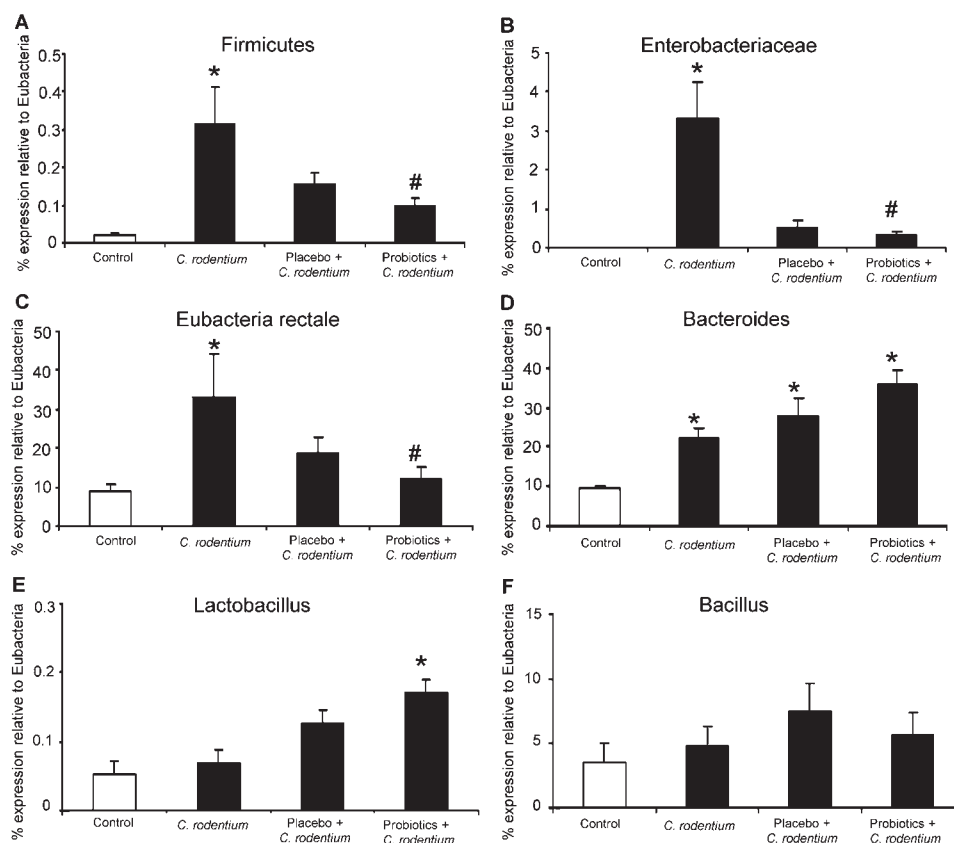 A
Firmicutes
% expression relative to Eubacteria
0.5
0.4
0.3
0.2
0.1
0
*
#
Control
C. rodentium
Placebo +
C. rodentium
Probiotics +
C. rodentium
B
Enterobacteriaceae
% expression relative to Eubacteria
5
4
3
2
1
0
*
#
Control
C. rodentium
Placebo +
C. rodentium
Probiotics +
C. rodentium
C
Eubacteria rectale
% expression relative to Eubacteria
50
40
30
20
10
0
*
#
Control
C. rodentium
Placebo +
C. rodentium
Probiotics +
C. rodentium
D
Bacteroides
% expression relative to Eubacteria
50
40
30
20
10
0
*
*
*
Control
C. rodentium
Placebo +
C. rodentium
Probiotics +
C. rodentium
E
Lactobacillus
% expression relative to Eubacteria
0.3
0.2
0.1
0
*
Control
C. rodentium
Placebo +
C. rodentium
Probiotics +
C. rodentium
F
Bacillus
% expression relative to Eubacteria
15
10
5
0
Control
C. rodentium
Placebo +
C. rodentium
Probiotics +
C. rodentium